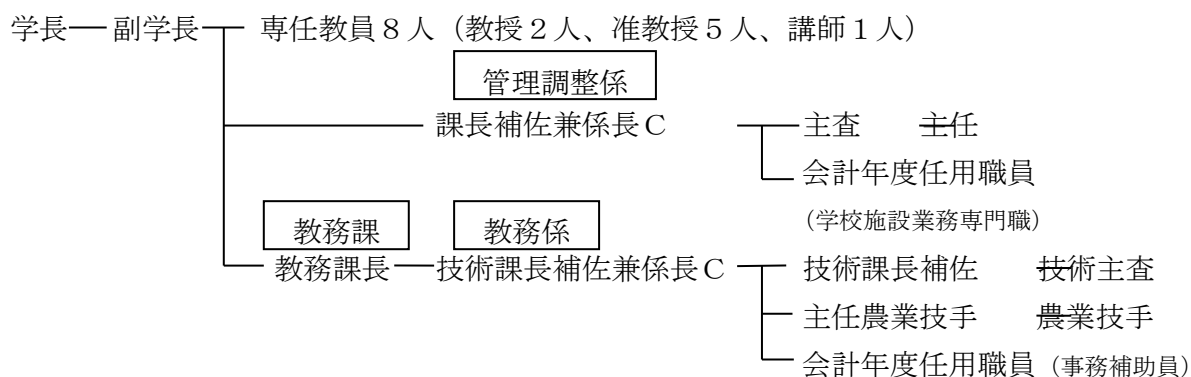 学長 副学長 専任教員8人（教授2人、准教授5人、講師1人）
管理調整係
課長補佐兼係長C 主査 主任
会計年度任用職員
（学校施設業務専門職）
教務課 教務係
教務課長 技術課長補佐兼係長C 技術課長補佐 技術主査
主任農業技手 農業技手
会計年度任用職員（事務補助員）